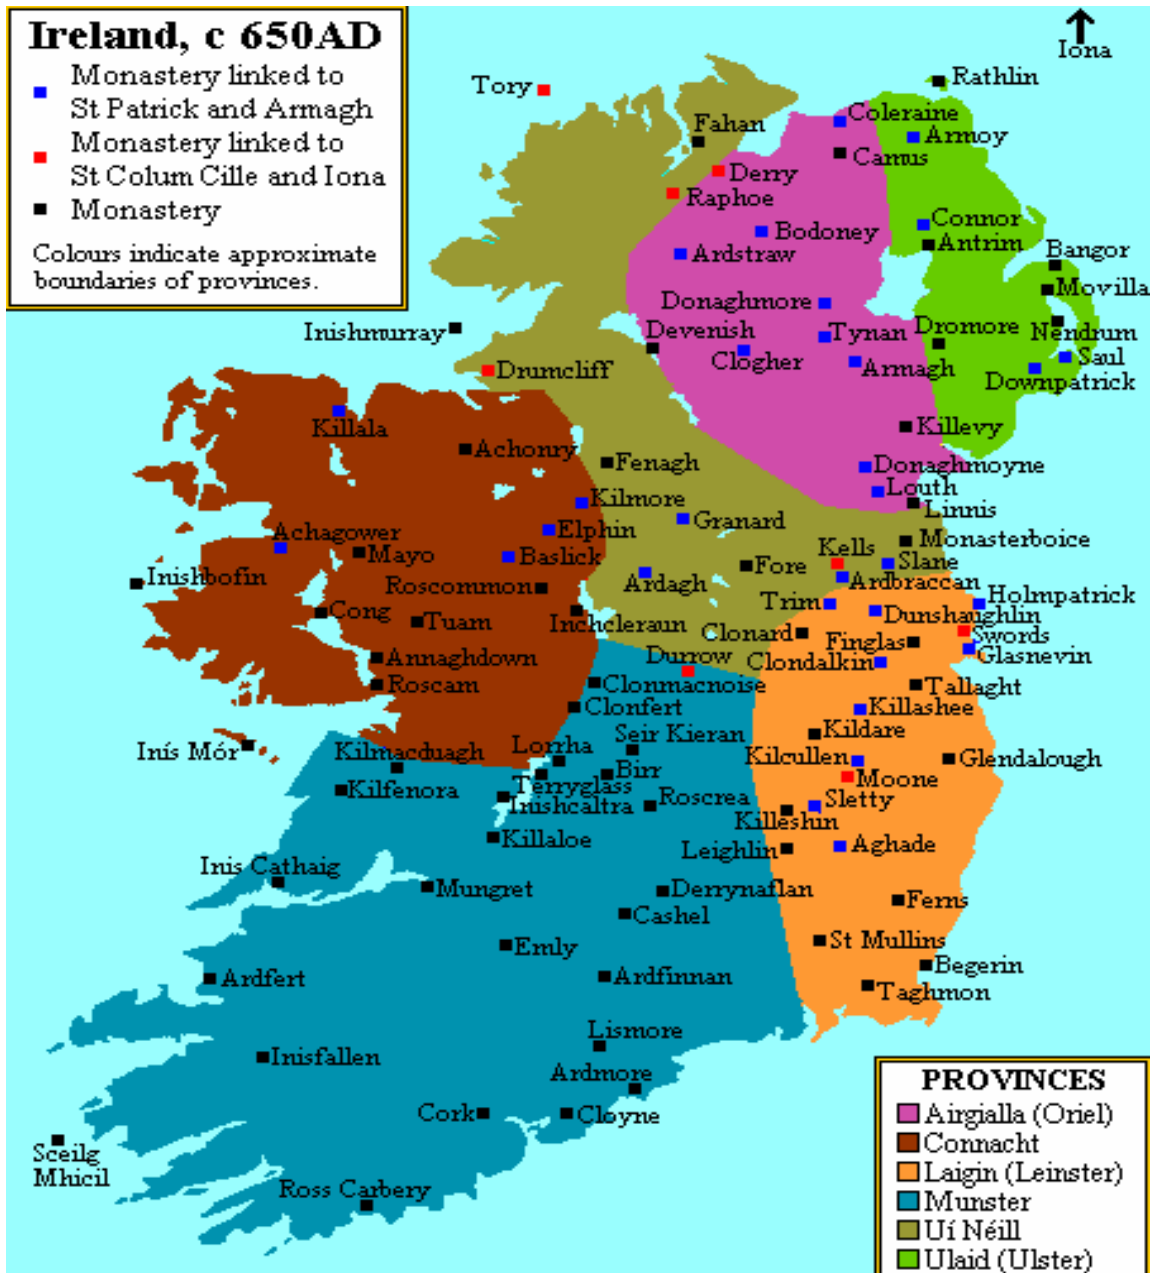 Ireland, c 650AD
Monastery linked to
St Patrick and Armagh
Monastery linked to
St Colum Cille and Iona
Monastery
Colours indicate approximate
boundaries of provinces.
Iona
Rathlin
Tory
Fahan
Coleraine
Armoy
Camus
Derry
Raphoe
Bodoney
Connor
Antrim
Ardstraw
Bangor
Movilla
Donaghmore
Inishmurray
Devenish
Tynan
Dromore
Nendrum
Clogher
Saul
Drumcliff
Armagh
Downpatrick
Killala
Killevy
Achonry
Fenagh
Donaghmoyne
Louth
Kilmore
Linnis
Granard
Achagower
Elphin
Monasterboice
Mayo
Baslick
Kells
Slane
Fore
Inishbofin
Roscommon
Ardagh
Ardbraccan
Holmpatrick
Trim
Dunshaughlin
Cong
Tuam
Inchcleraun
Clonard
Finglas
Swords
Annaghdown
Durrow
Clondalkin
Glasnevin
Roscam
Clonmacnoise
Tallaght
Clonfert
Killashee
Seir Kieran
Kildare
Inís Mór
Kilmacduagh
Lorrha
Kilcullen
Glendalough
Birr
Terryglass
Moone
Kilfenora
Inishcaltra
Roscrea
Sletty
Killeshin
Killaloe
Leighlin
Aghade
Inis Cathaig
Mungret
Derrynaflan
Ferns
Cashel
Emly
St Mullins
Begerin
Ardfert
Ardfinnan
Taghmon
Lismore
Inisfallen
Ardmore
Cork
Cloyne
Sceilg
Mhicil
Ross Carbery
PROVINCES
Airgialla (Oriel)
Connacht
Laigin (Leinster)
Munster
Uí Néill
Ulaid (Ulster)